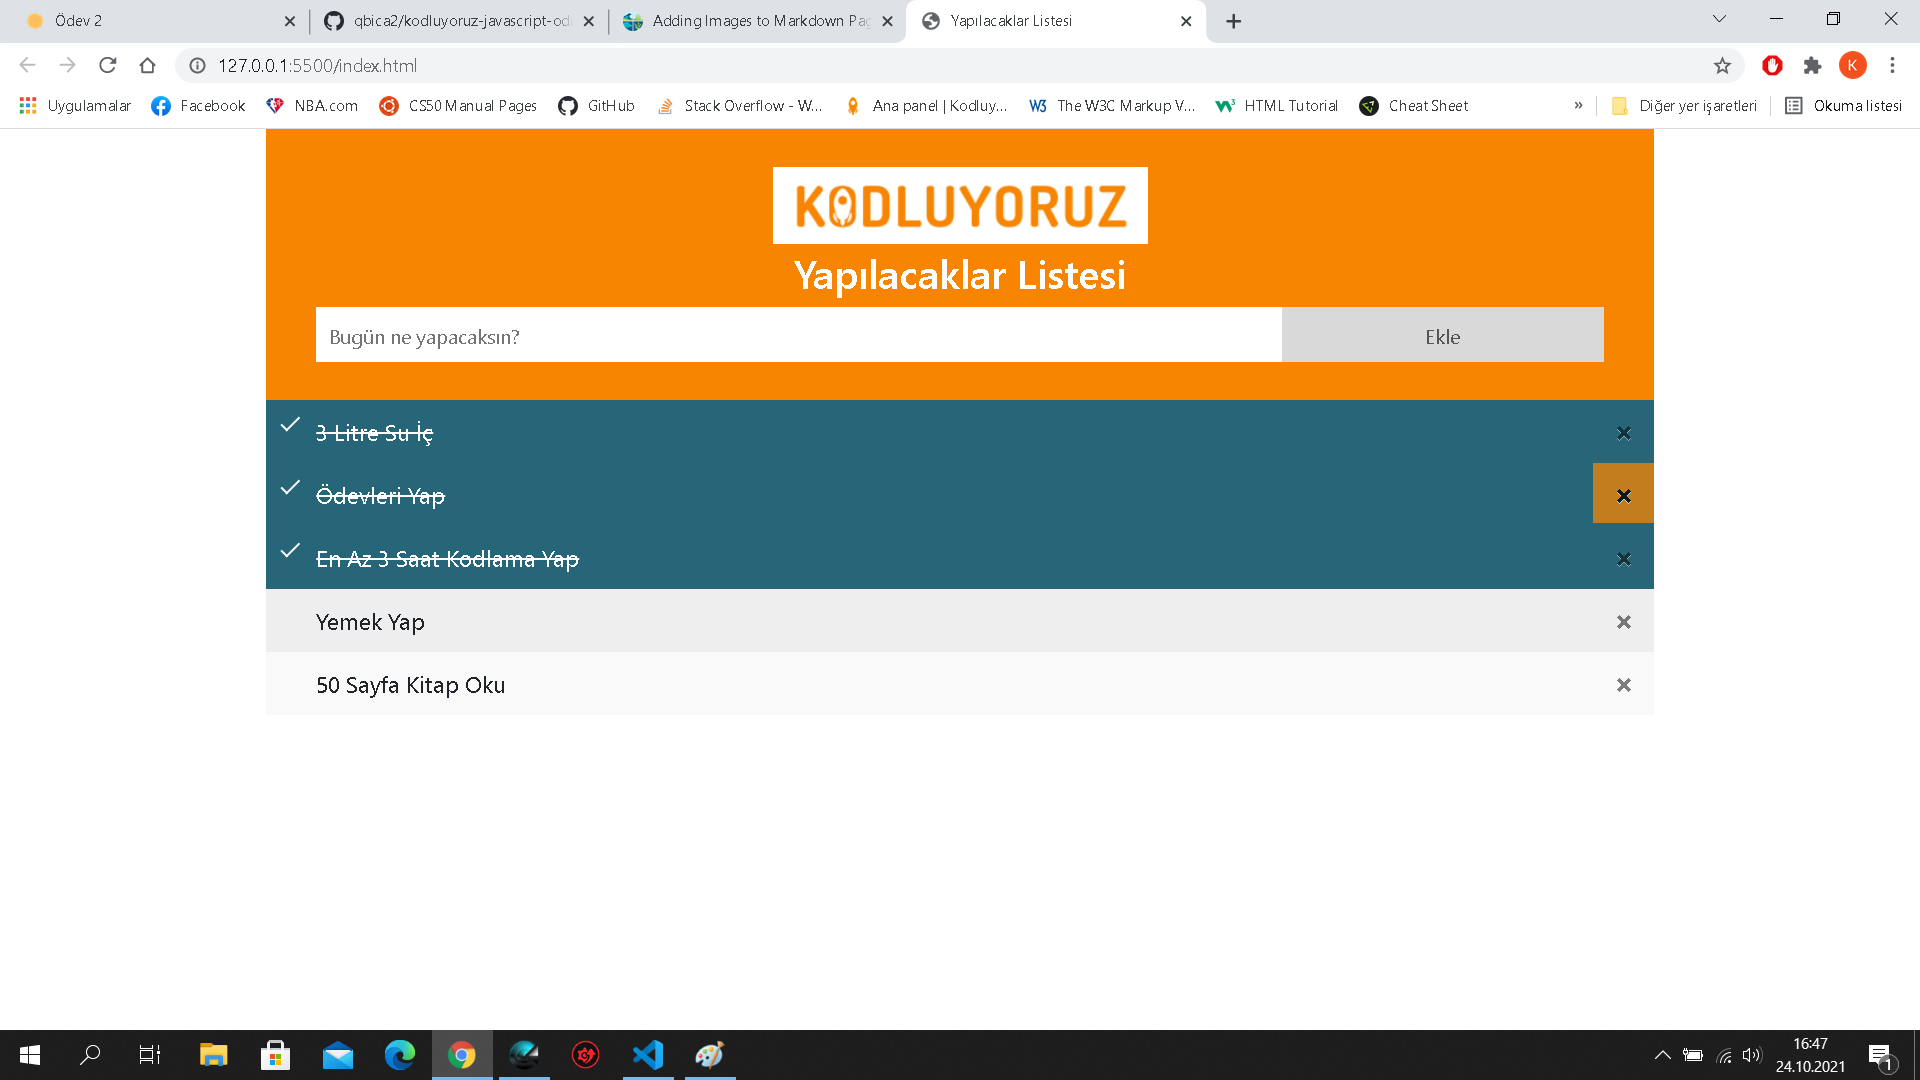 Ödev 2
qbica2/kodluyoruz-javascript-od
Adding Images to Markdown Pag
Yapılacaklar Listesi
127.0.0.1:5500/index.html
Uygulamalar
Facebook
NBA.com
CS50 Manual Pages
GitHub
Stack Overflow - W...
Ana panel | Kodluy...
W3 The W3C Markup V...
HTML Tutorial
Cheat Sheet
»
Diğer yer işaretleri
Okuma listesi
K
KODLUYORUZ
Yapılacaklar Listesi
Bugün ne yapacaksın?
Ekle
3 Litre Su İç
Ödevleri Yap
En Az 3 Saat Kodlama Yap
Yemek Yap
50 Sayfa Kitap Oku
16:47
24.10.2021
1